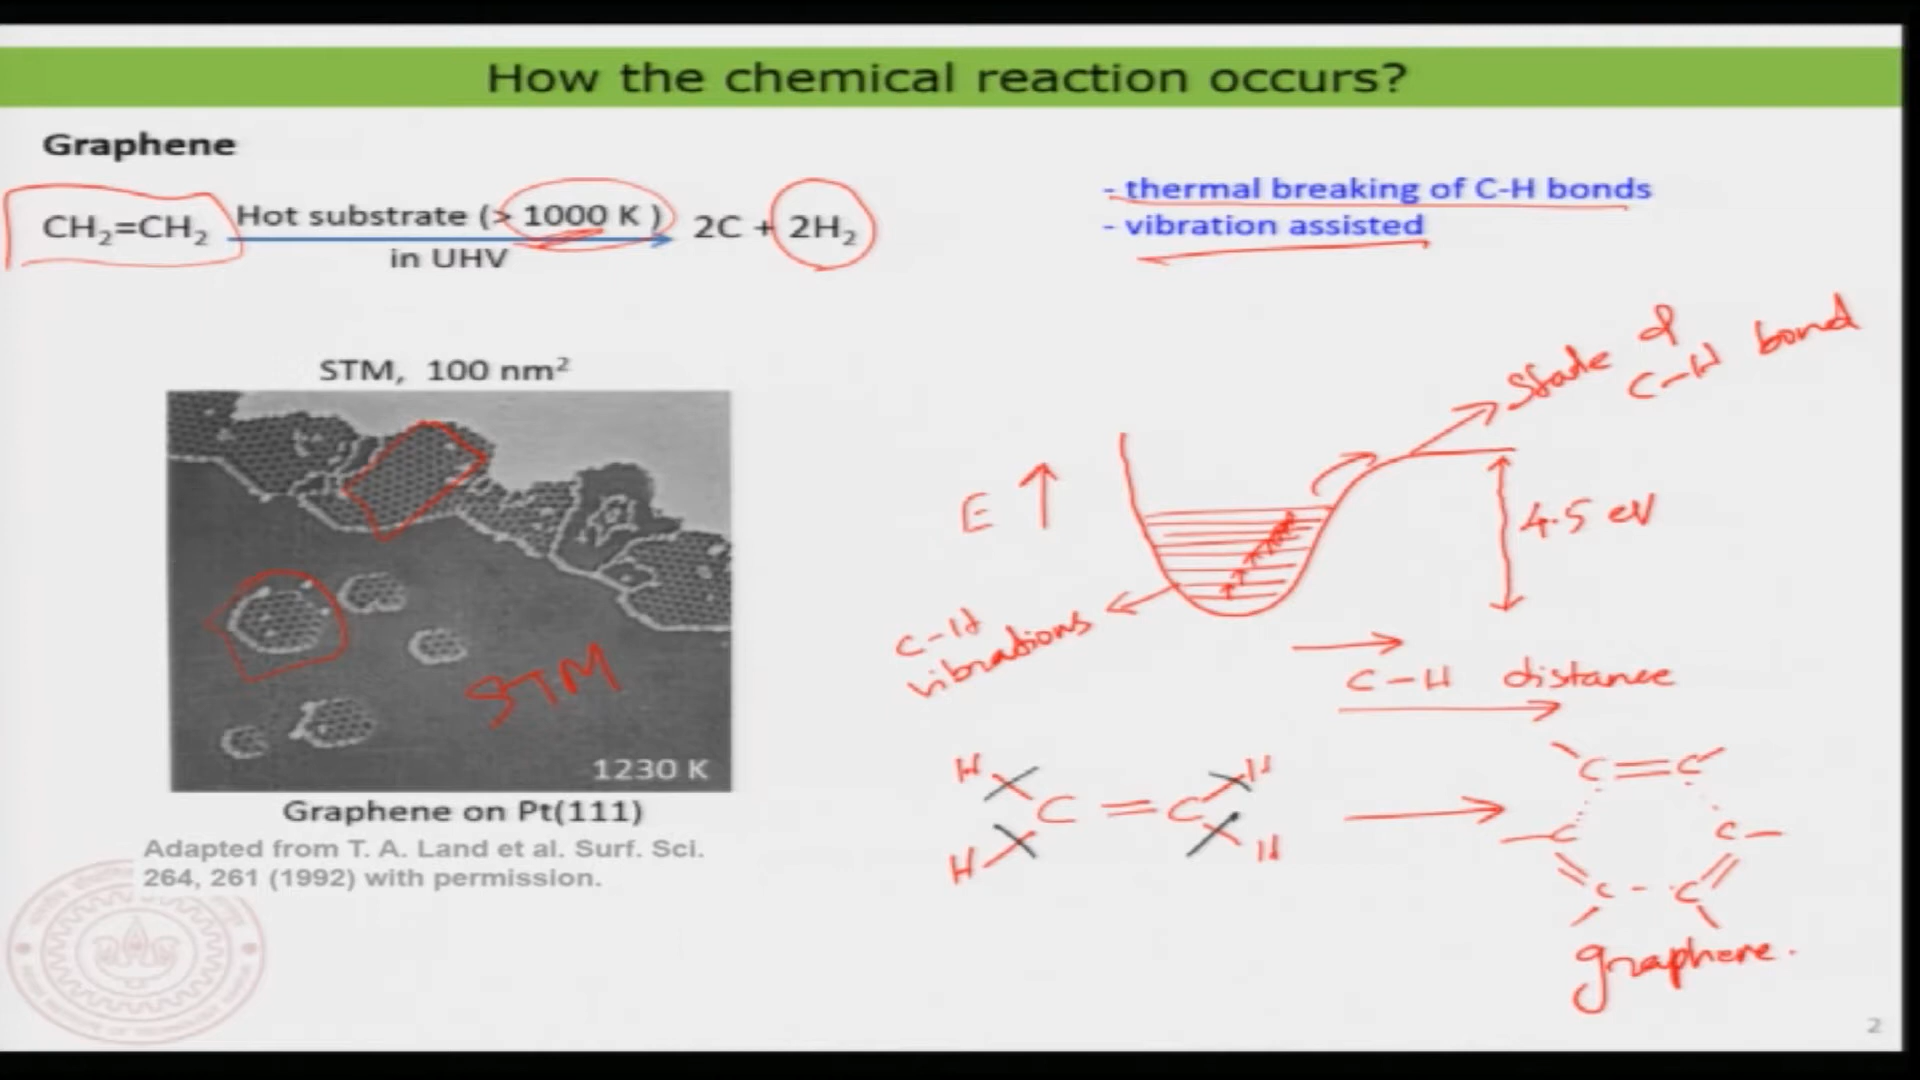 How the chemical reaction occurs?
Graphene
CH₂=CH₂ Hot substrate (> 1000 K ) 2C + 2H₂
in UHV
- thermal breaking of C-H bonds
- vibration assisted
STM, 100 nm²
STM
1230 K
Graphene on Pt(111)
Adapted from T. A. Land et al. Surf. Sci.
264, 261 (1992) with permission.
State of
C-H bond
E
4.5 eV
C-H
vibrations
C-H distance
H H
C = C
H H
C = C
C C
C C
graphene.
2